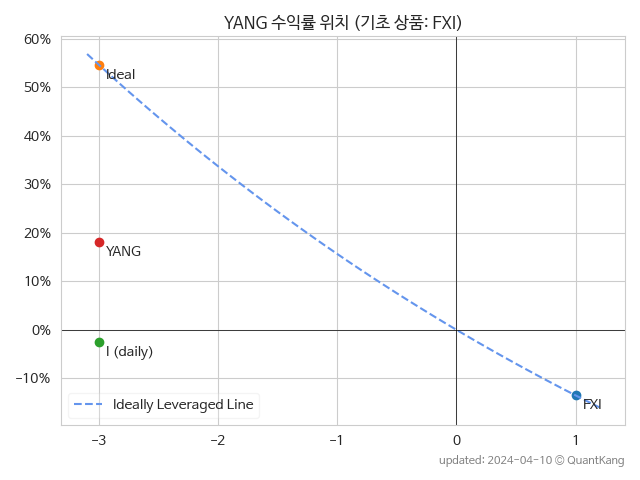 YANG 수익률 위치 (기초 상품: FXI)
60%
50%
40%
30%
20%
10%
0%
−10%
Ideal
YANG
I (daily)
FXI
Ideally Leveraged Line
−3
−2
−1
0
1
updated: 2024-04-10 © QuantKang